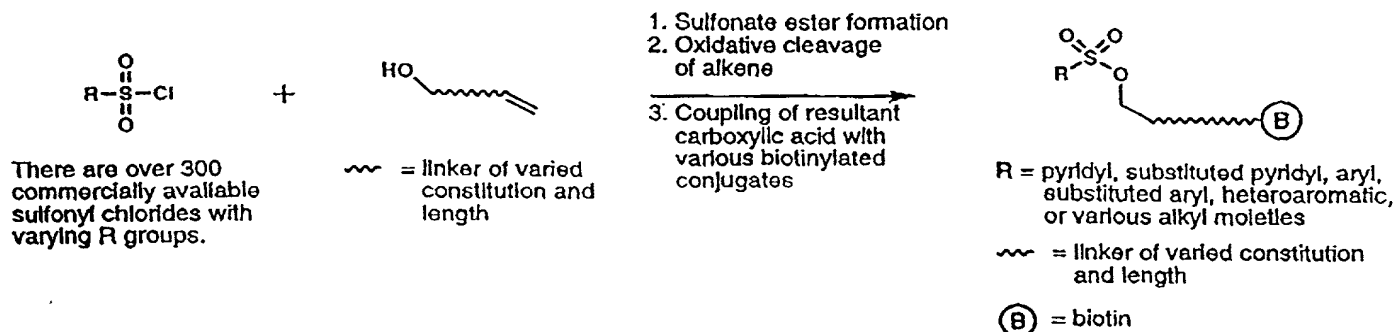 1. Sulfonate ester formation
2. Oxidative cleavage
of alkene
3. Coupling of resultant
carboxylic acid with
various biotinylated
conjugates
O
R-S-Cl
O
+
HO
O O
S
R O
B
There are over 300
commercially available
sulfonyl chlorides with
varying R groups.
= linker of varied
constitution and
length
R = pyridyl, substituted pyridyl, aryl,
substituted aryl, heteroaromatic,
or various alkyl moieties
= linker of varied constitution
and length
B = biotin